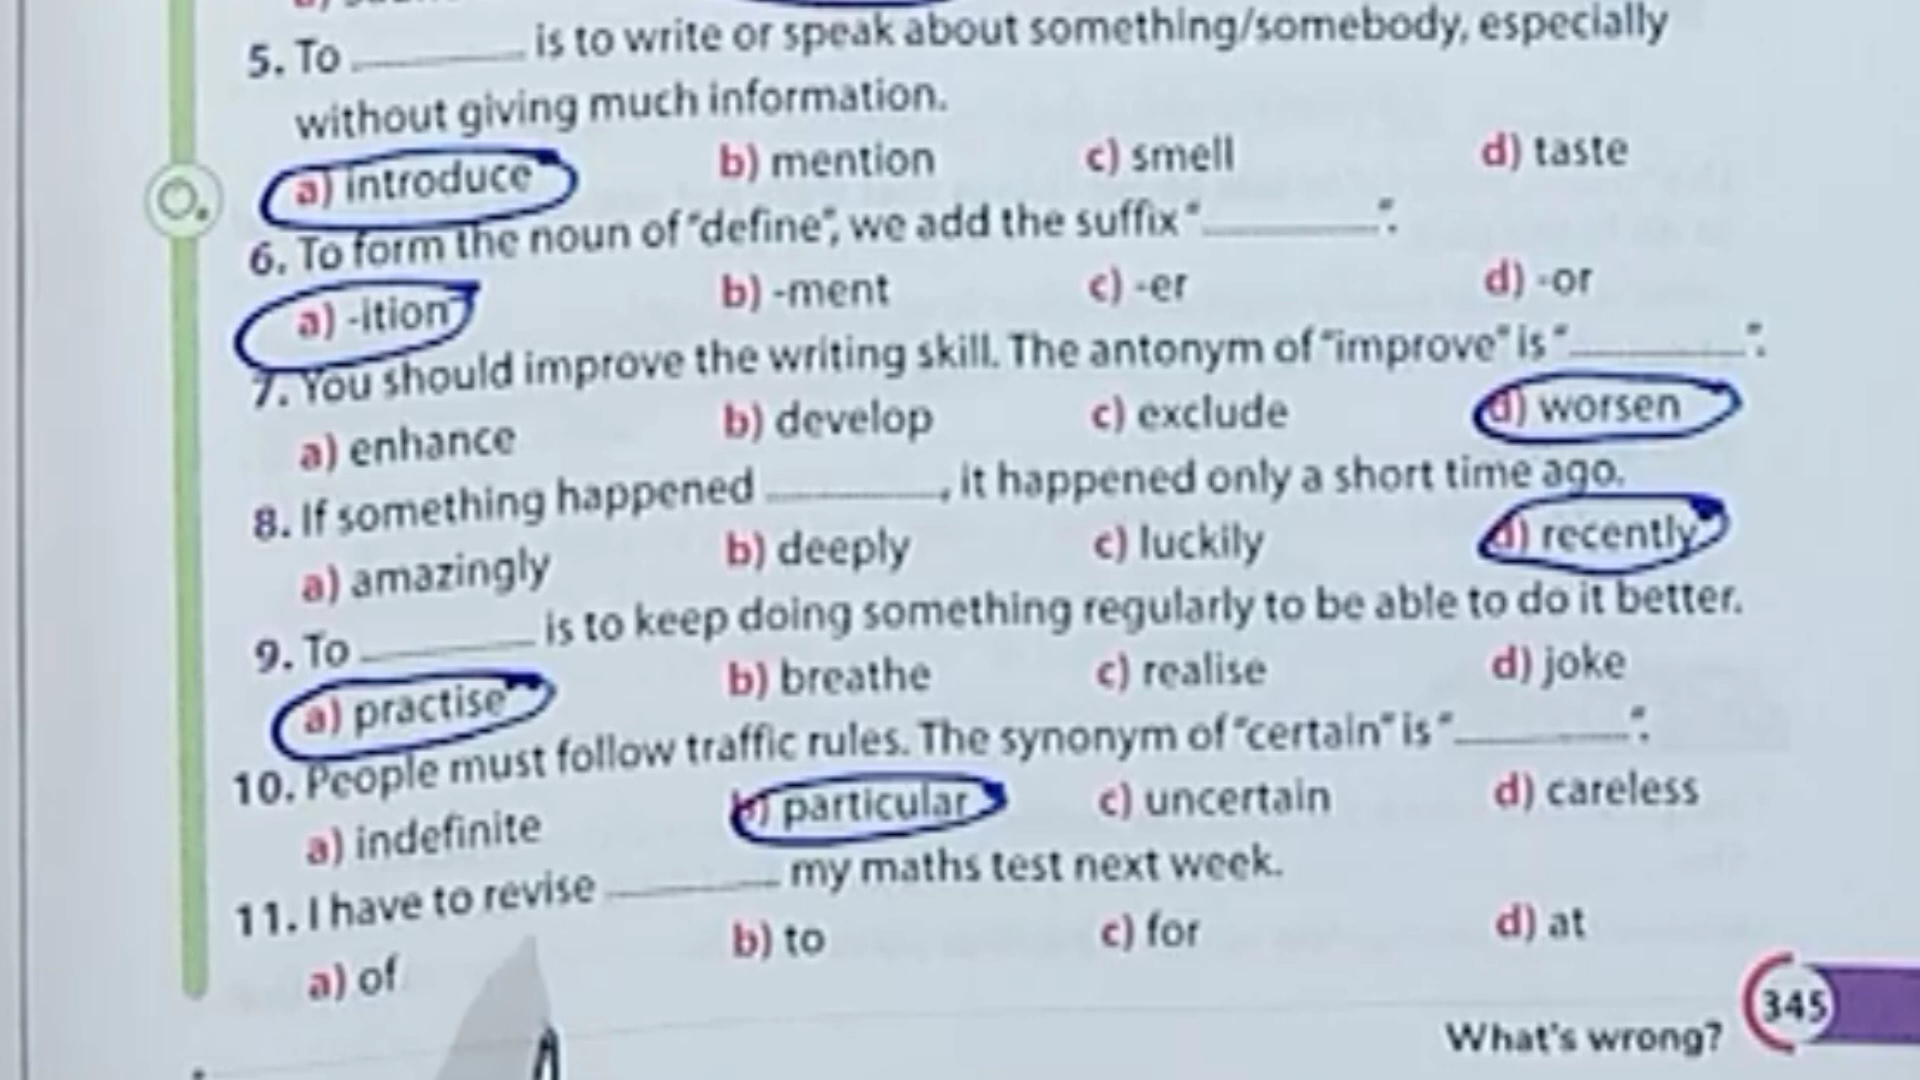 5. To ________ is to write or speak about something/somebody, especially
without giving much information.
a) introduce b) mention c) smell d) taste
6. To form the noun of "define", we add the suffix "________".
a) -ition b) -ment c) -er d) -or
7. You should improve the writing skill. The antonym of "improve" is "________".
a) enhance b) develop c) exclude d) worsen
8. If something happened ________, it happened only a short time ago.
a) amazingly b) deeply c) luckily d) recently
9. To ________ is to keep doing something regularly to be able to do it better.
a) practise b) breathe c) realise d) joke
10. People must follow traffic rules. The synonym of "certain" is "________".
a) indefinite b) particular c) uncertain d) careless
11. I have to revise ________ my maths test next week.
a) of b) to c) for d) at
What's wrong? 345